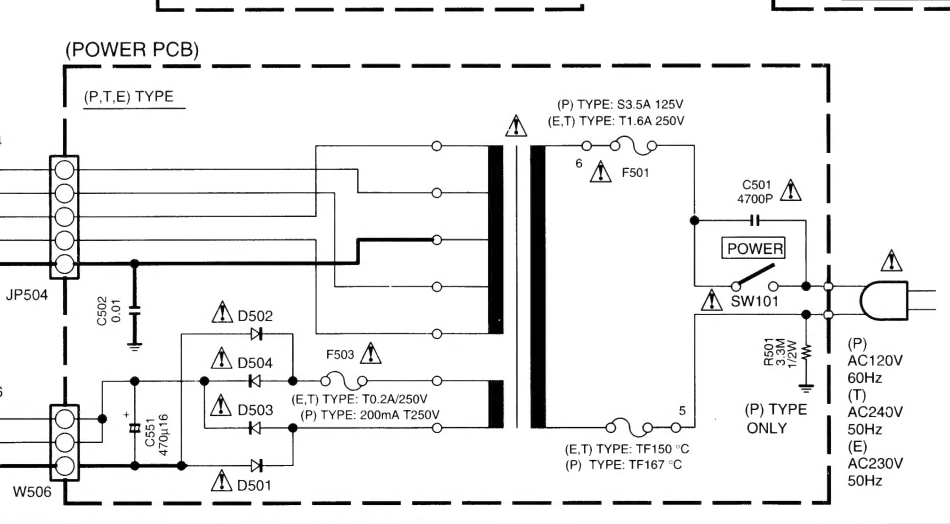 (POWER PCB)
(P,T,E) TYPE
(P) TYPE: S3.5A 125V
(E,T) TYPE: T1.6A 250V
6
F501
C501
4700P
POWER
SW101
JP504
C502
0.01
D502
D504
D503
D501
F503
(E,T) TYPE: T0.2A/250V
(P) TYPE: 200mA T250V
+
C551
470µ16
W506
5
(E,T) TYPE: TF150 °C
(P) TYPE: TF167 °C
R501
3.3M
1/2W
(P) TYPE
ONLY
(P)
AC120V
60Hz
(T)
AC240V
50Hz
(E)
AC230V
50Hz